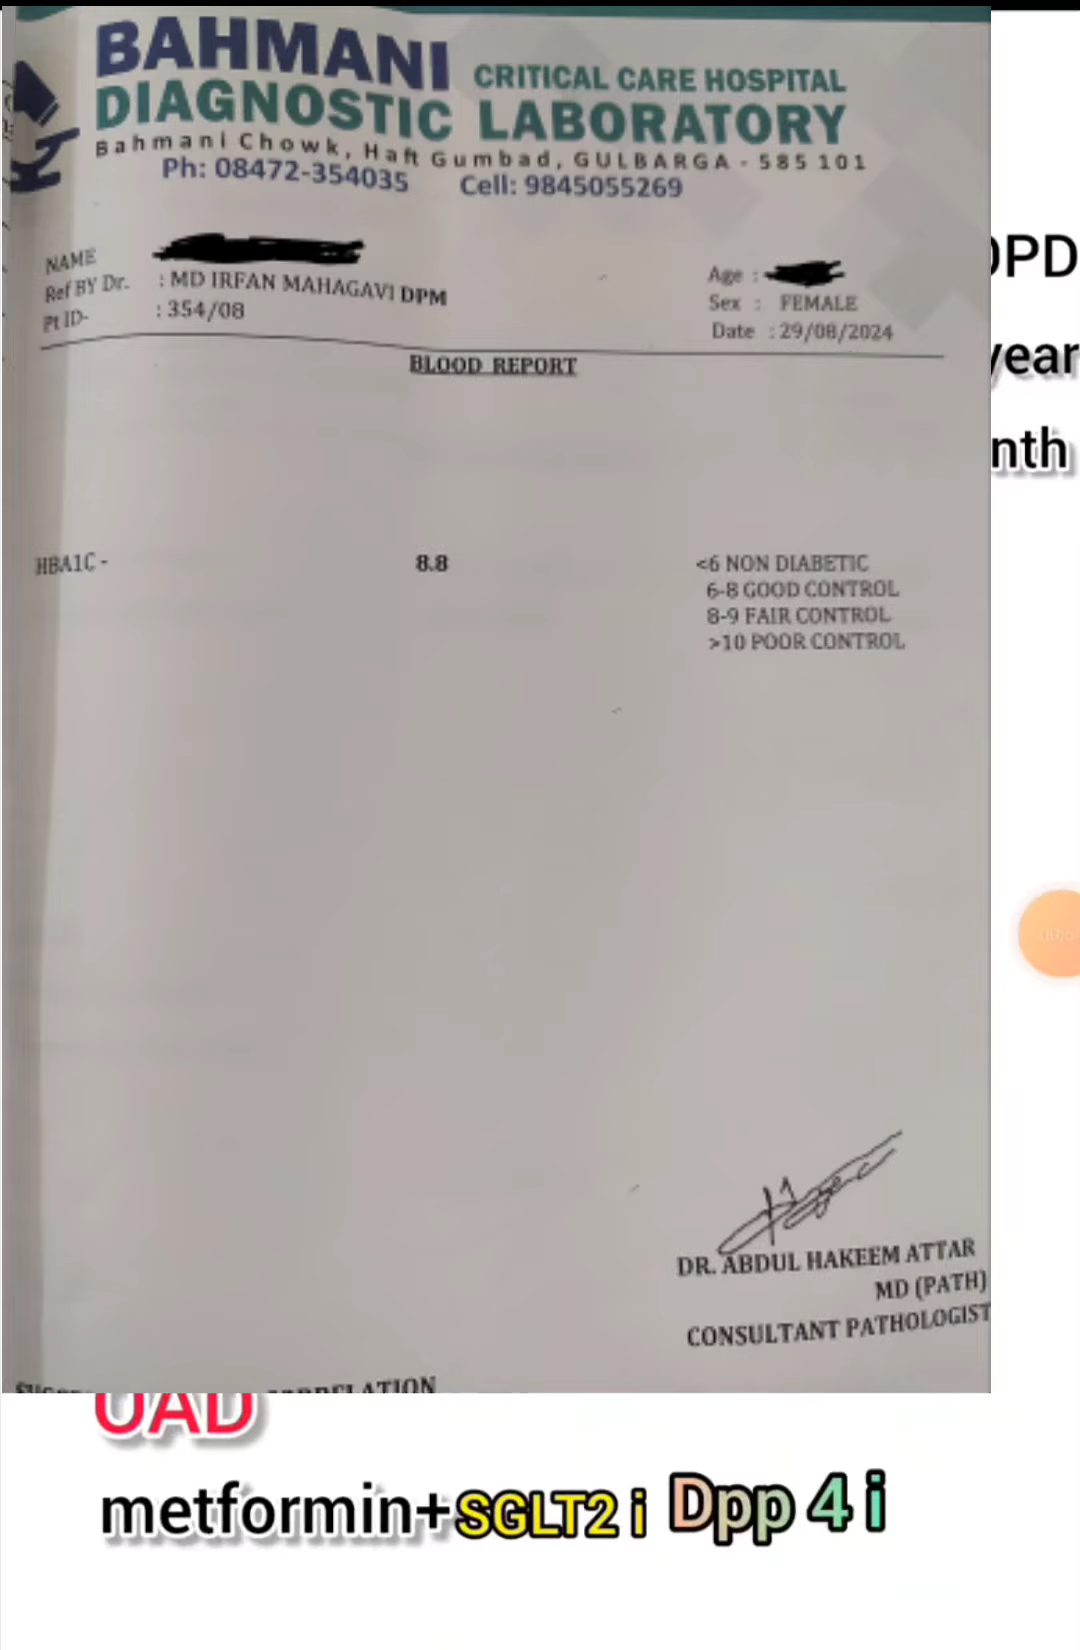 BAHMANI CRITICAL CARE HOSPITAL
DIAGNOSTIC LABORATORY
Bahmani Chowk, Haft Gumbad, GULBARGA - 585 101
Ph: 08472-354035 Cell: 9845055269
NAME
Ref BY Dr. : MD IRFAN MAHAGAVI DPM
Pt ID- : 354/08
Age :
Sex : FEMALE
Date : 29/08/2024
BLOOD REPORT
HBA1C - 8.8 <6 NON DIABETIC
6-8 GOOD CONTROL
8-9 FAIR CONTROL
>10 POOR CONTROL
DR. ABDUL HAKEEM ATTAR
MD (PATH)
CONSULTANT PATHOLOGIST
OPD
year
nth
OAD
metformin+SGLT2 i Dpp 4 i